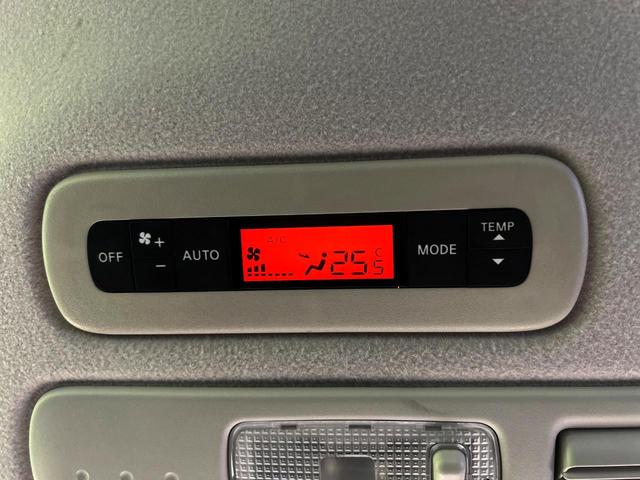 OFF
+
-
AUTO
A/C
25.5 C
MODE
TEMP